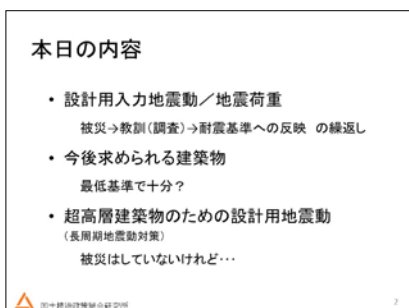 本日の内容
• 設計用入力地震動／地震荷重
被災→教訓(調査)→耐震基準への反映 の繰返し
• 今後求められる建築物
最低基準で十分？
• 超高層建築物のための設計用地震動
(長周期地震動対策)
被災はしていないけれど･･･
国土技術政策総合研究所
2